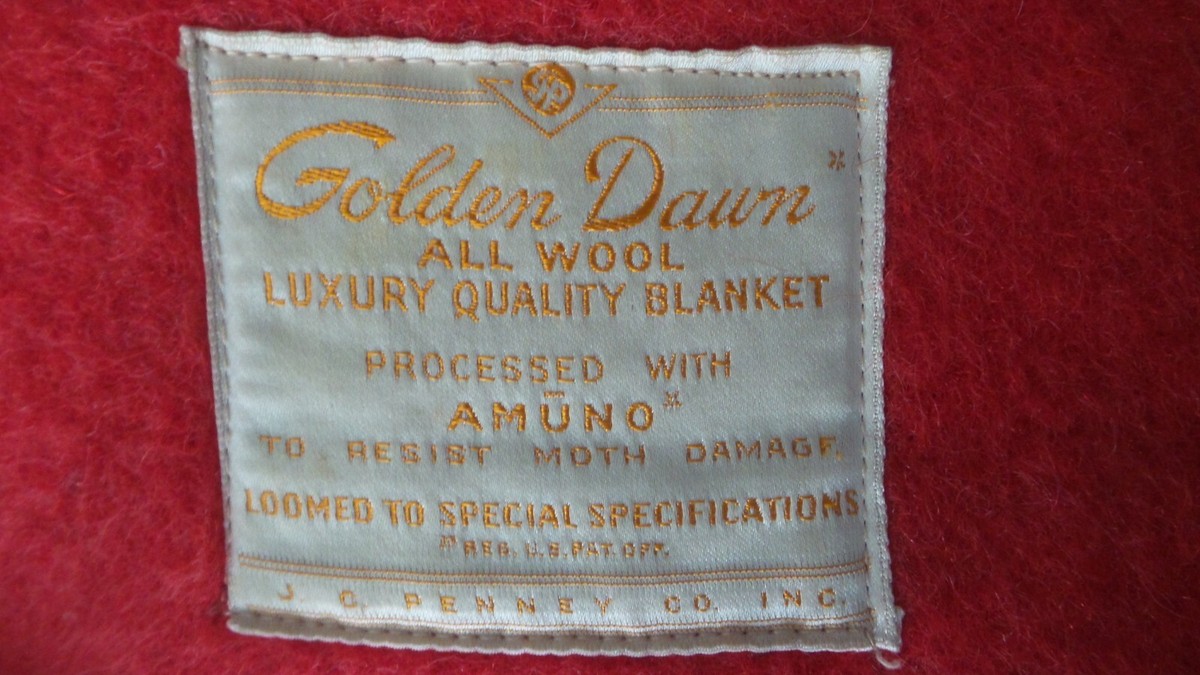 Golden Dawn*
ALL WOOL
LUXURY QUALITY BLANKET
PROCESSED WITH
AMŪNO*
TO RESIST MOTH DAMAGE.
LOOMED TO SPECIAL SPECIFICATIONS
*REG. U.S. PAT. OFF.
J. C. PENNEY CO. INC.